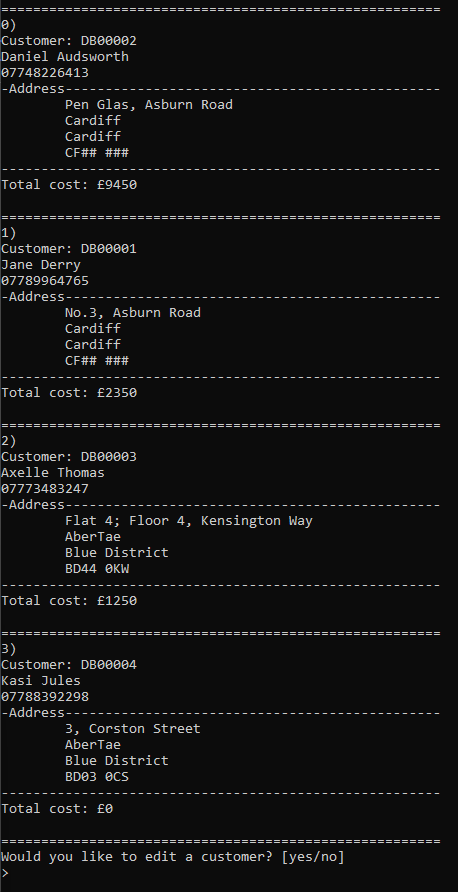 =======================================================
0)
Customer: DB00002
Daniel Audsworth
07748226413
-Address-----------------------------------------------
Pen Glas, Asburn Road
Cardiff
Cardiff
CF## ###
-------------------------------------------------------
Total cost: £9450
=======================================================
1)
Customer: DB00001
Jane Derry
07789964765
-Address-----------------------------------------------
No.3, Asburn Road
Cardiff
Cardiff
CF## ###
-------------------------------------------------------
Total cost: £2350
=======================================================
2)
Customer: DB00003
Axelle Thomas
07773483247
-Address-----------------------------------------------
Flat 4; Floor 4, Kensington Way
AberTae
Blue District
BD44 0KW
-------------------------------------------------------
Total cost: £1250
=======================================================
3)
Customer: DB00004
Kasi Jules
07788392298
-Address-----------------------------------------------
3, Corston Street
AberTae
Blue District
BD03 0CS
-------------------------------------------------------
Total cost: £0
=======================================================
Would you like to edit a customer? [yes/no]
>